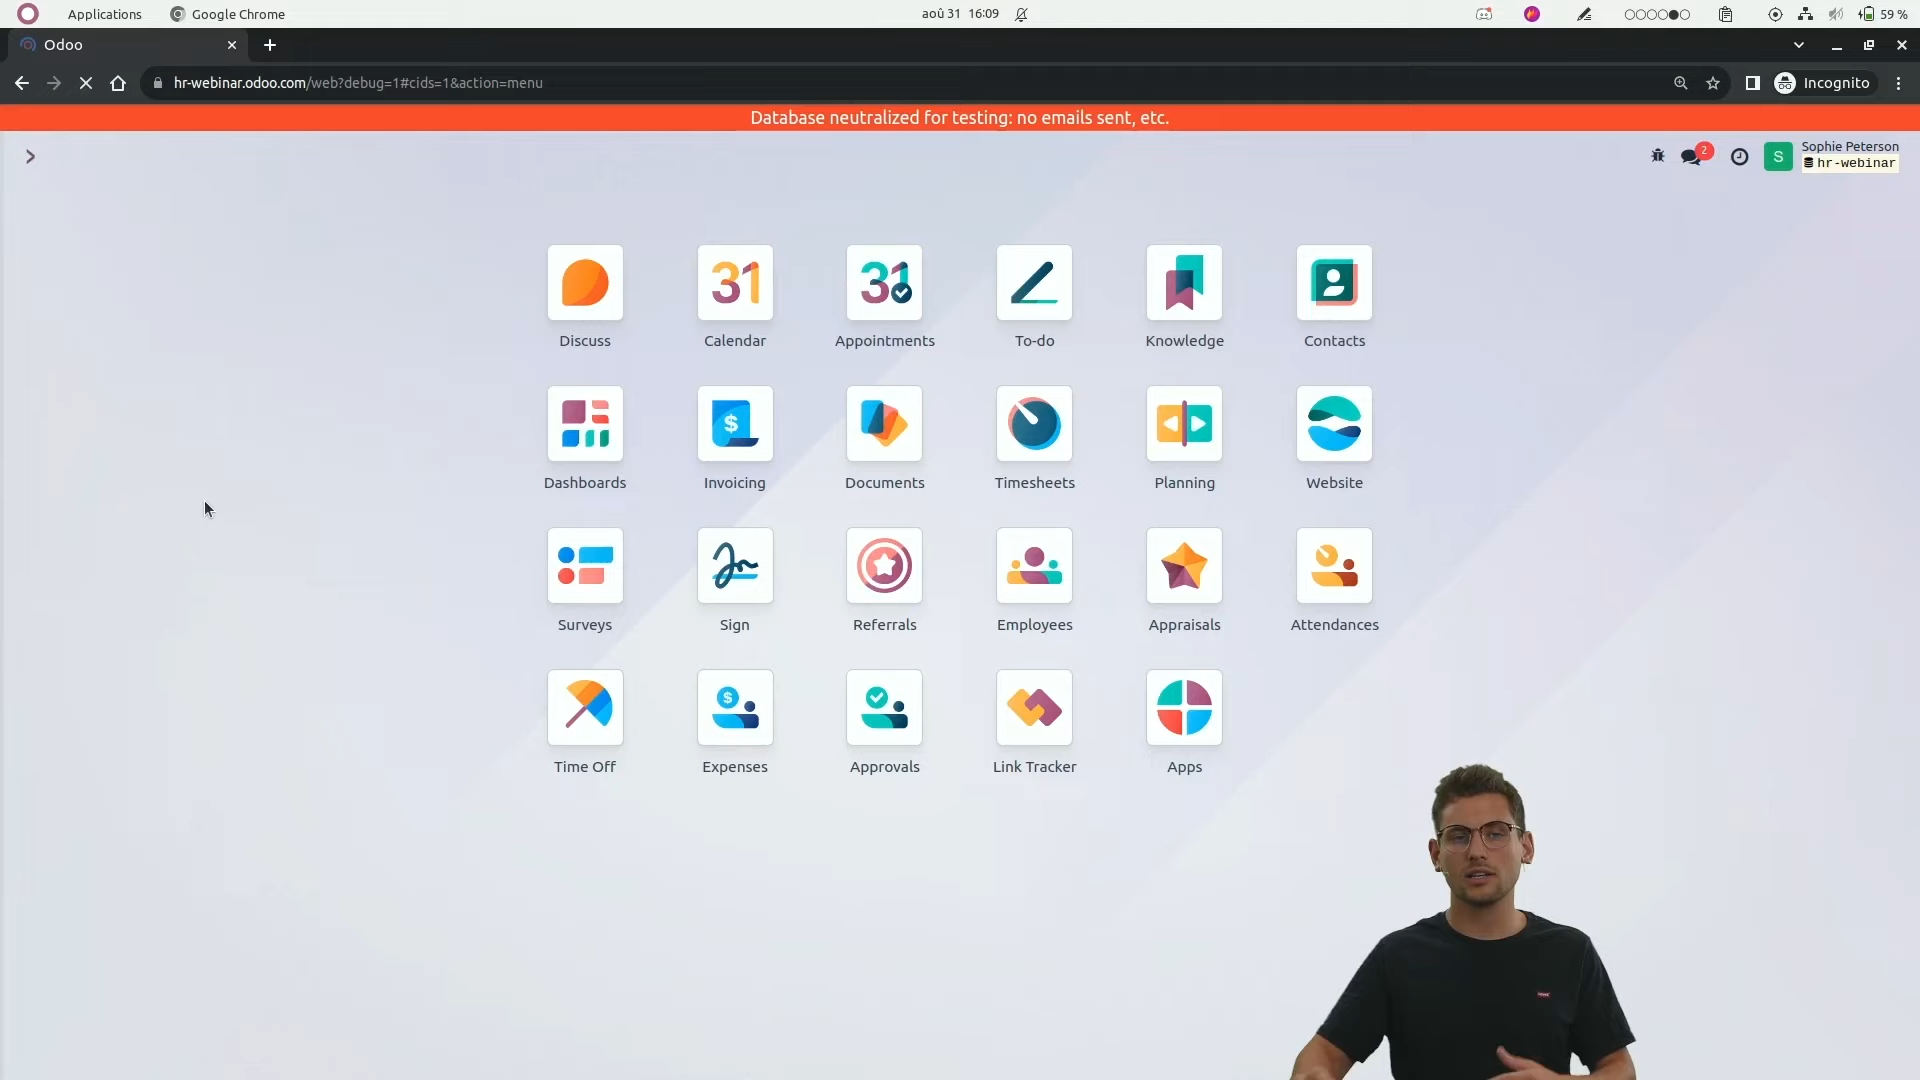 Applications
Google Chrome
aoû 31 16:09
59 %
Odoo
hr-webinar.odoo.com/web?debug=1#cids=1&action=menu
Incognito
Database neutralized for testing: no emails sent, etc.
2
S
Sophie Peterson
hr-webinar
31
31
Discuss
Calendar
Appointments
To-do
Knowledge
Contacts
$
Dashboards
Invoicing
Documents
Timesheets
Planning
Website
Surveys
Sign
Referrals
Employees
Appraisals
Attendances
$
Time Off
Expenses
Approvals
Link Tracker
Apps